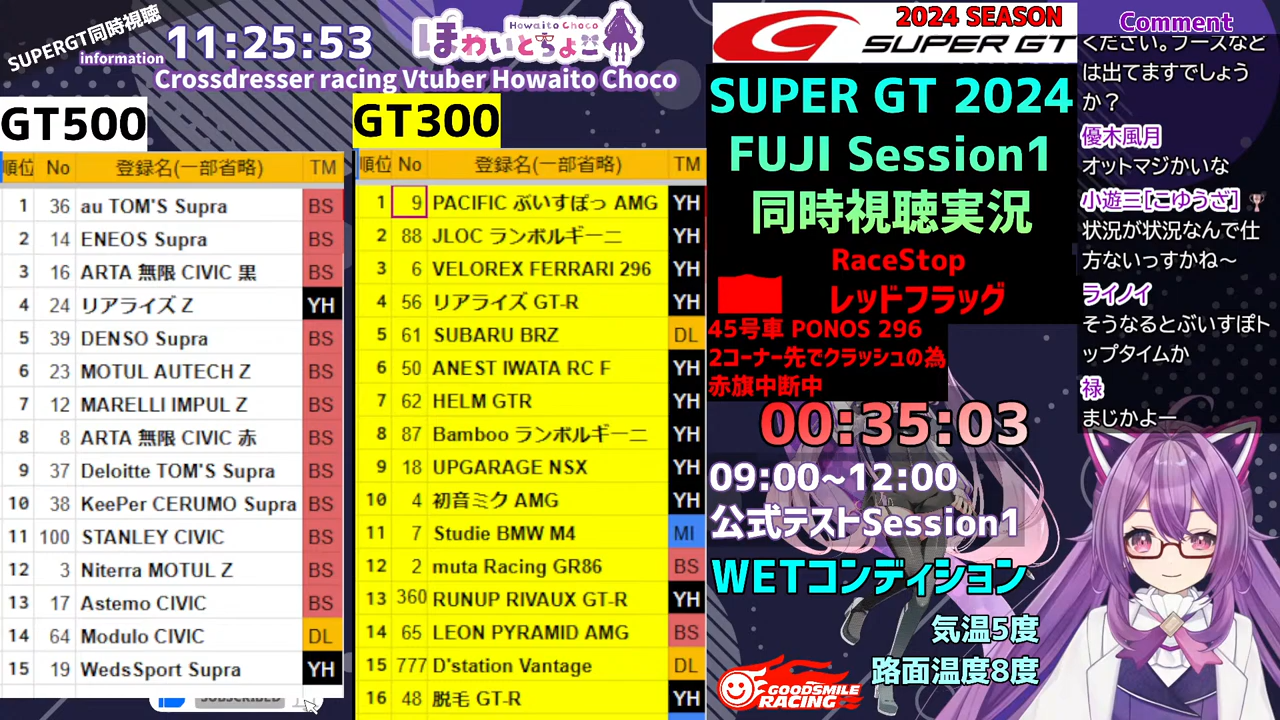 SUPERGT同時視聴
information
11:25:53
Howaito Choco
ほわいとちょこ
Crossdresser racing Vtuber Howaito Choco
GT500
順位 No 登録名(一部省略) TM
1 36 au TOM'S Supra BS
2 14 ENEOS Supra BS
3 16 ARTA 無限 CIVIC 黒 BS
4 24 リアライズ Z YH
5 39 DENSO Supra BS
6 23 MOTUL AUTECH Z BS
7 12 MARELLI IMPUL Z BS
8 8 ARTA 無限 CIVIC 赤 BS
9 37 Deloitte TOM'S Supra BS
10 38 KeePer CERUMO Supra BS
11 100 STANLEY CIVIC BS
12 3 Niterra MOTUL Z BS
13 17 Astemo CIVIC BS
14 64 Modulo CIVIC DL
15 19 WedsSport Supra YH
SUBSCRIBED
GT300
順位 No 登録名(一部省略) TM
1 9 PACIFIC ぶいすぽっ AMG YH
2 88 JLOC ランボルギーニ YH
3 6 VELOREX FERRARI 296 YH
4 56 リアライズ GT-R YH
5 61 SUBARU BRZ DL
6 50 ANEST IWATA RC F YH
7 62 HELM GTR YH
8 87 Bamboo ランボルギーニ YH
9 18 UPGARAGE NSX YH
10 4 初音ミク AMG YH
11 7 Studie BMW M4 MI
12 2 muta Racing GR86 BS
13 360 RUNUP RIVAUX GT-R YH
14 65 LEON PYRAMID AMG BS
15 777 D'station Vantage DL
16 48 脱毛 GT-R YH
2024 SEASON
SUPER GT
SUPER GT 2024
FUJI Session1
同時視聴実況
RaceStop
レッドフラッグ
45号車 PONOS 296
2コーナー先でクラッシュの為
赤旗中断中
00:35:03
09:00~12:00
公式テストSession1
WETコンディション
気温5度
路面温度8度
GOODSMILE
RACING
Comment
ください。ブースなど
は出てますでしょう
か？
優木風月
オットマジかいな
小遊三[こゆうざ]
状況が状況なんで仕
方ないっすかね～
ライノイ
そうなるとぶいすぽト
ップタイムか
禄
まじかよー